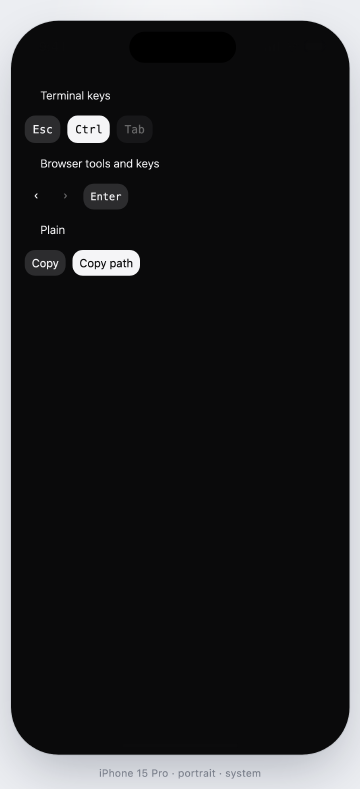 Terminal keys
Esc Ctrl Tab
Browser tools and keys
‹ › Enter
Plain
Copy Copy path
iPhone 15 Pro · portrait · system